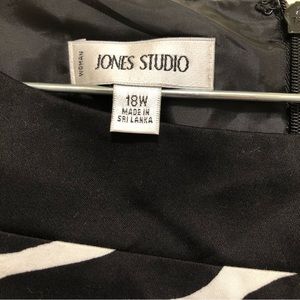 WOMAN
JONES STUDIO
18W
MADE IN
SRI LANKA